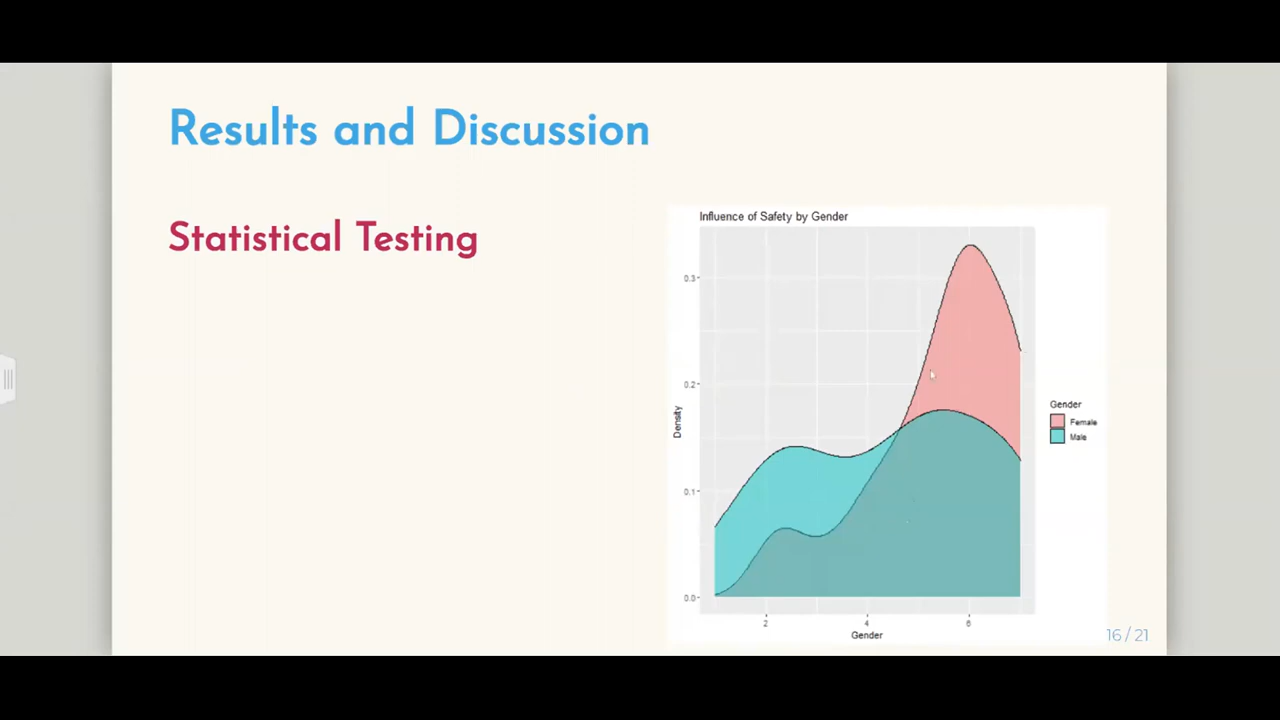 Results and Discussion
Statistical Testing
Influence of Safety by Gender
0.3
0.2
0.1
0.0
Density
2
4
6
Gender
Gender
Female
Male
16 / 21